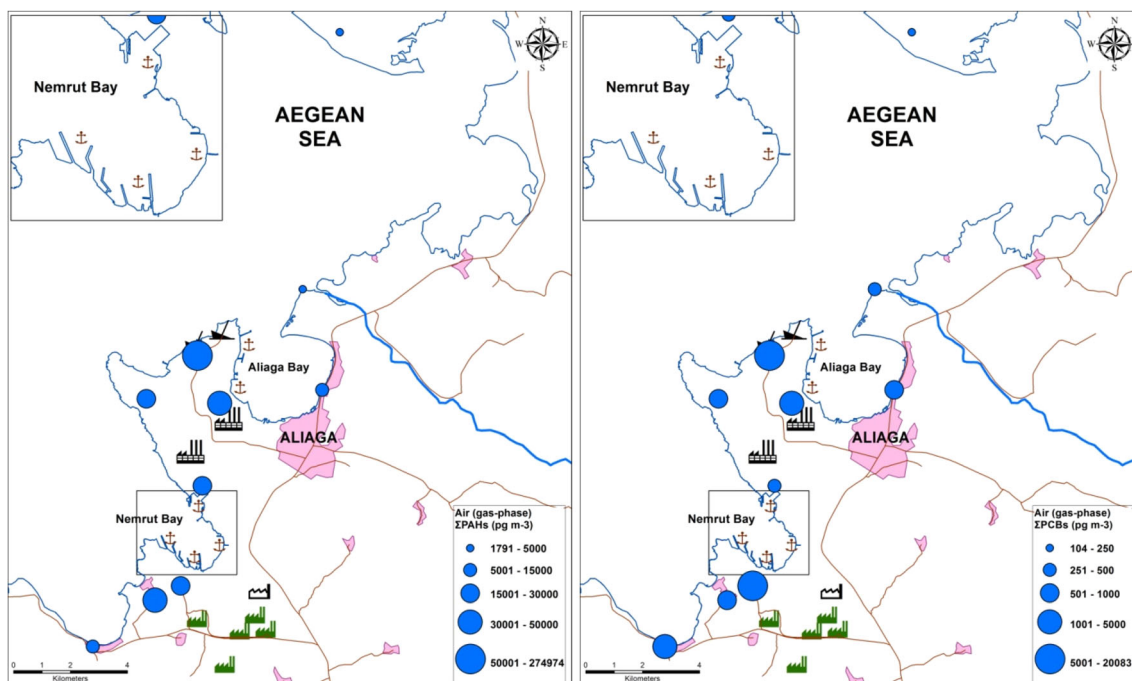 Nemrut Bay
AEGEAN
SEA
N
W E
S
Aliaga Bay
ALIAGA
Nemrut Bay
Air (gas-phase)
ΣPAHs (pg m-3)
1791 - 5000
5001 - 15000
15001 - 30000
30001 - 50000
50001 - 274974
0 2 4
Kilometers
Nemrut Bay
AEGEAN
SEA
N
W E
S
Aliaga Bay
ALIAGA
Nemrut Bay
Air (gas-phase)
ΣPCBs (pg m-3)
104 - 250
251 - 500
501 - 1000
1001 - 5000
5001 - 20083
0 2 4
Kilometers